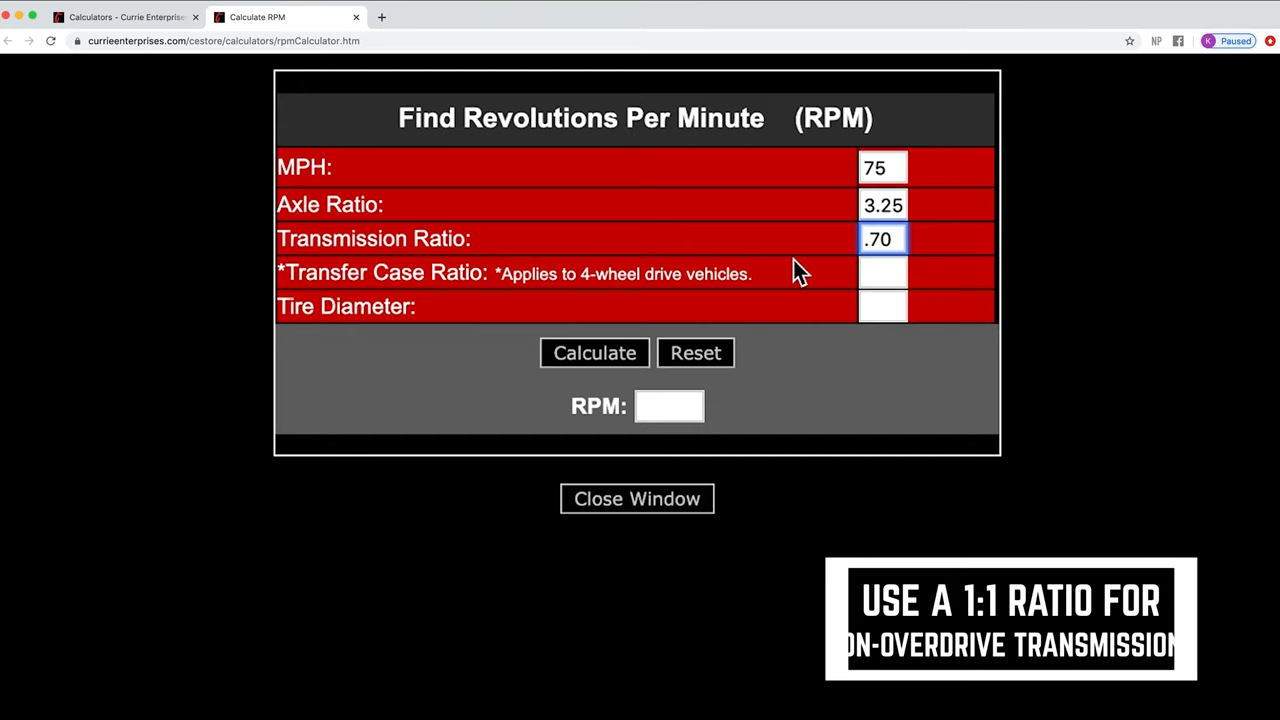 Calculators - Currie Enterprise
Calculate RPM
currieenterprises.com/cestore/calculators/rpmCalculator.htm
NP
K
Paused
Find Revolutions Per Minute (RPM)
MPH:
75
Axle Ratio:
3.25
Transmission Ratio:
.70
*Transfer Case Ratio: *Applies to 4-wheel drive vehicles.
Tire Diameter:
Calculate
Reset
RPM:
Close Window
USE A 1:1 RATIO FOR
ON-OVERDRIVE TRANSMISSION